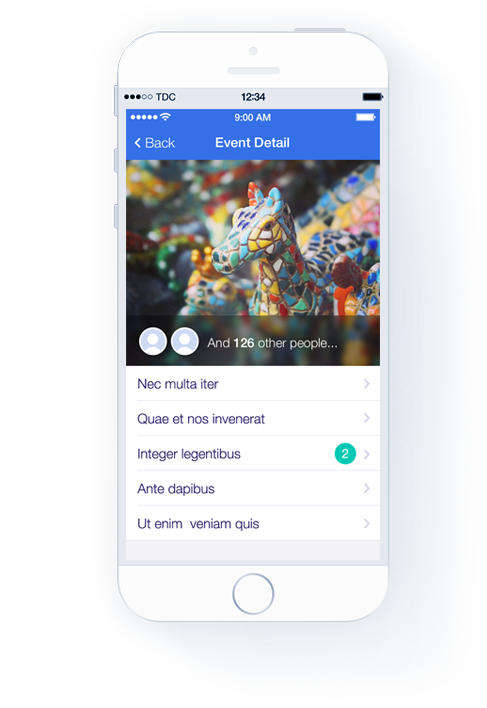 TDC 12:34
9:00 AM
Back Event Detail
And 126 other people...
Nec multa iter
Quae et nos invenerat
Integer legentibus 2
Ante dapibus
Ut enim  veniam quis